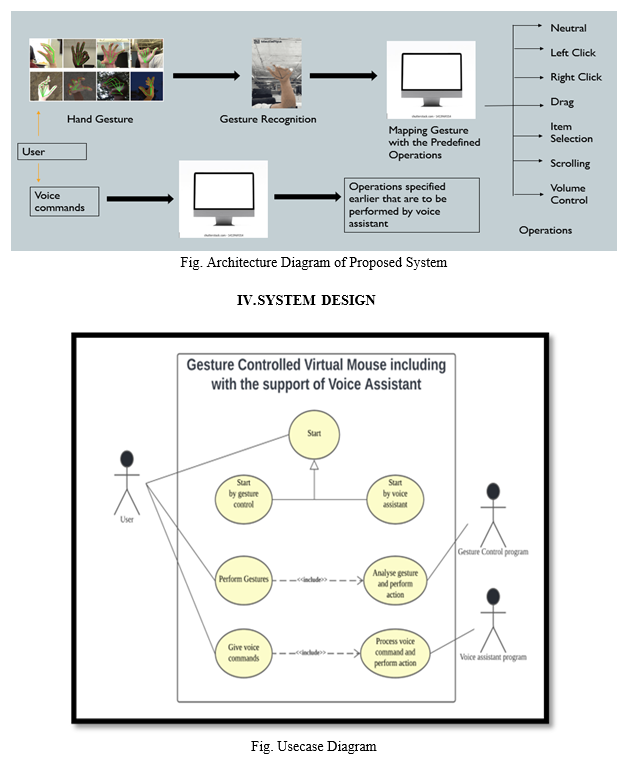 Neutral
Left Click
Right Click
Drag
Item
Selection
Scrolling
Volume
Control
Operations
Hand Gesture
Gesture Recognition
Mapping Gesture
with the Predefined
Operations
User
Voice
commands
Operations specified
earlier that are to be
performed by voice
assistant
Fig. Architecture Diagram of Proposed System
IV.SYSTEM DESIGN
Gesture Controlled Virtual Mouse including
with the support of Voice Assistant
Start
Start
by gesture
control
Start
by voice
assistant
User
Gesture Control program
Perform Gestures
<<include>>
Analyse gesture
and perform
action
Give voice
commands
<<include>>
Process voice
command and
perform action
Voice assistant program
Fig. Usecase Diagram